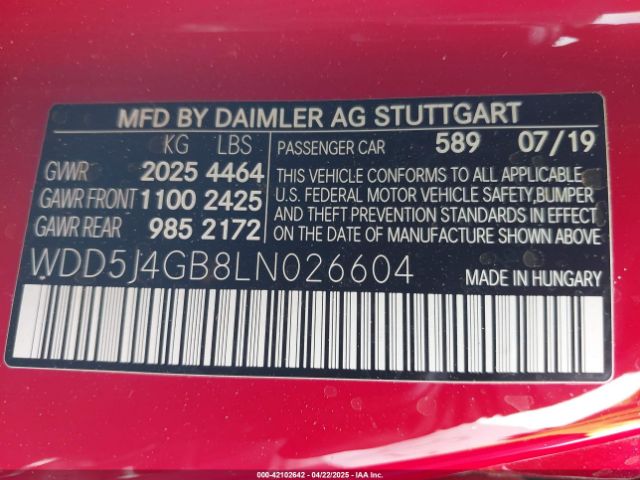 MFD BY DAIMLER AG STUTTGART
KG LBS
GVWR 2025 4464
GAWR FRONT 1100 2425
GAWR REAR 985 2172
PASSENGER CAR 589 07/19
THIS VEHICLE CONFORMS TO ALL APPLICABLE
U.S. FEDERAL MOTOR VEHICLE SAFETY,BUMPER
AND THEFT PREVENTION STANDARDS IN EFFECT
ON THE DATE OF MANUFACTURE SHOWN ABOVE.
WDD5J4GB8LN026604
MADE IN HUNGARY
000-42102642 - 04/22/2025 - IAA Inc.